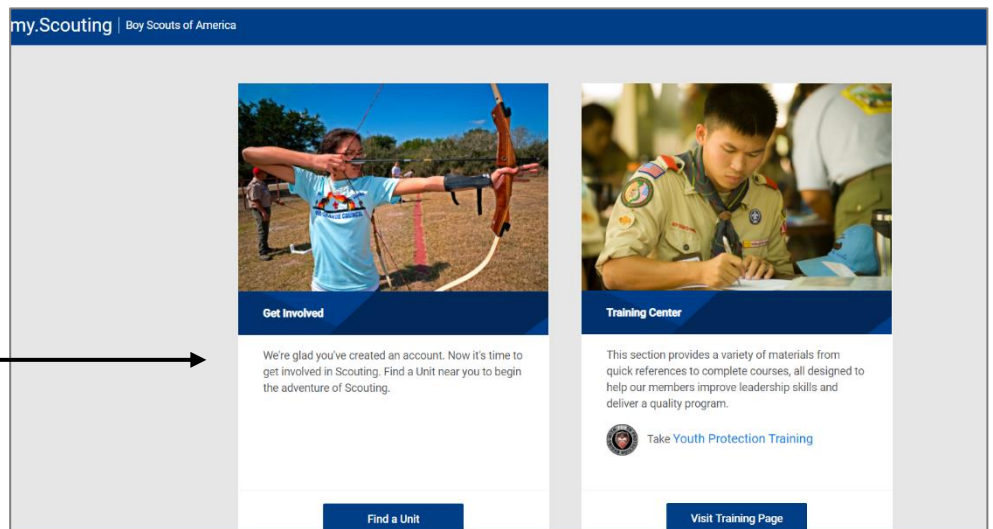 my.Scouting | Boy Scouts of America
Get Involved
We're glad you've created an account. Now it's time to
get involved in Scouting. Find a Unit near you to begin
the adventure of Scouting.
Find a Unit
Training Center
This section provides a variety of materials from
quick references to complete courses, all designed to
help our members improve leadership skills and
deliver a quality program.
Take Youth Protection Training
Visit Training Page